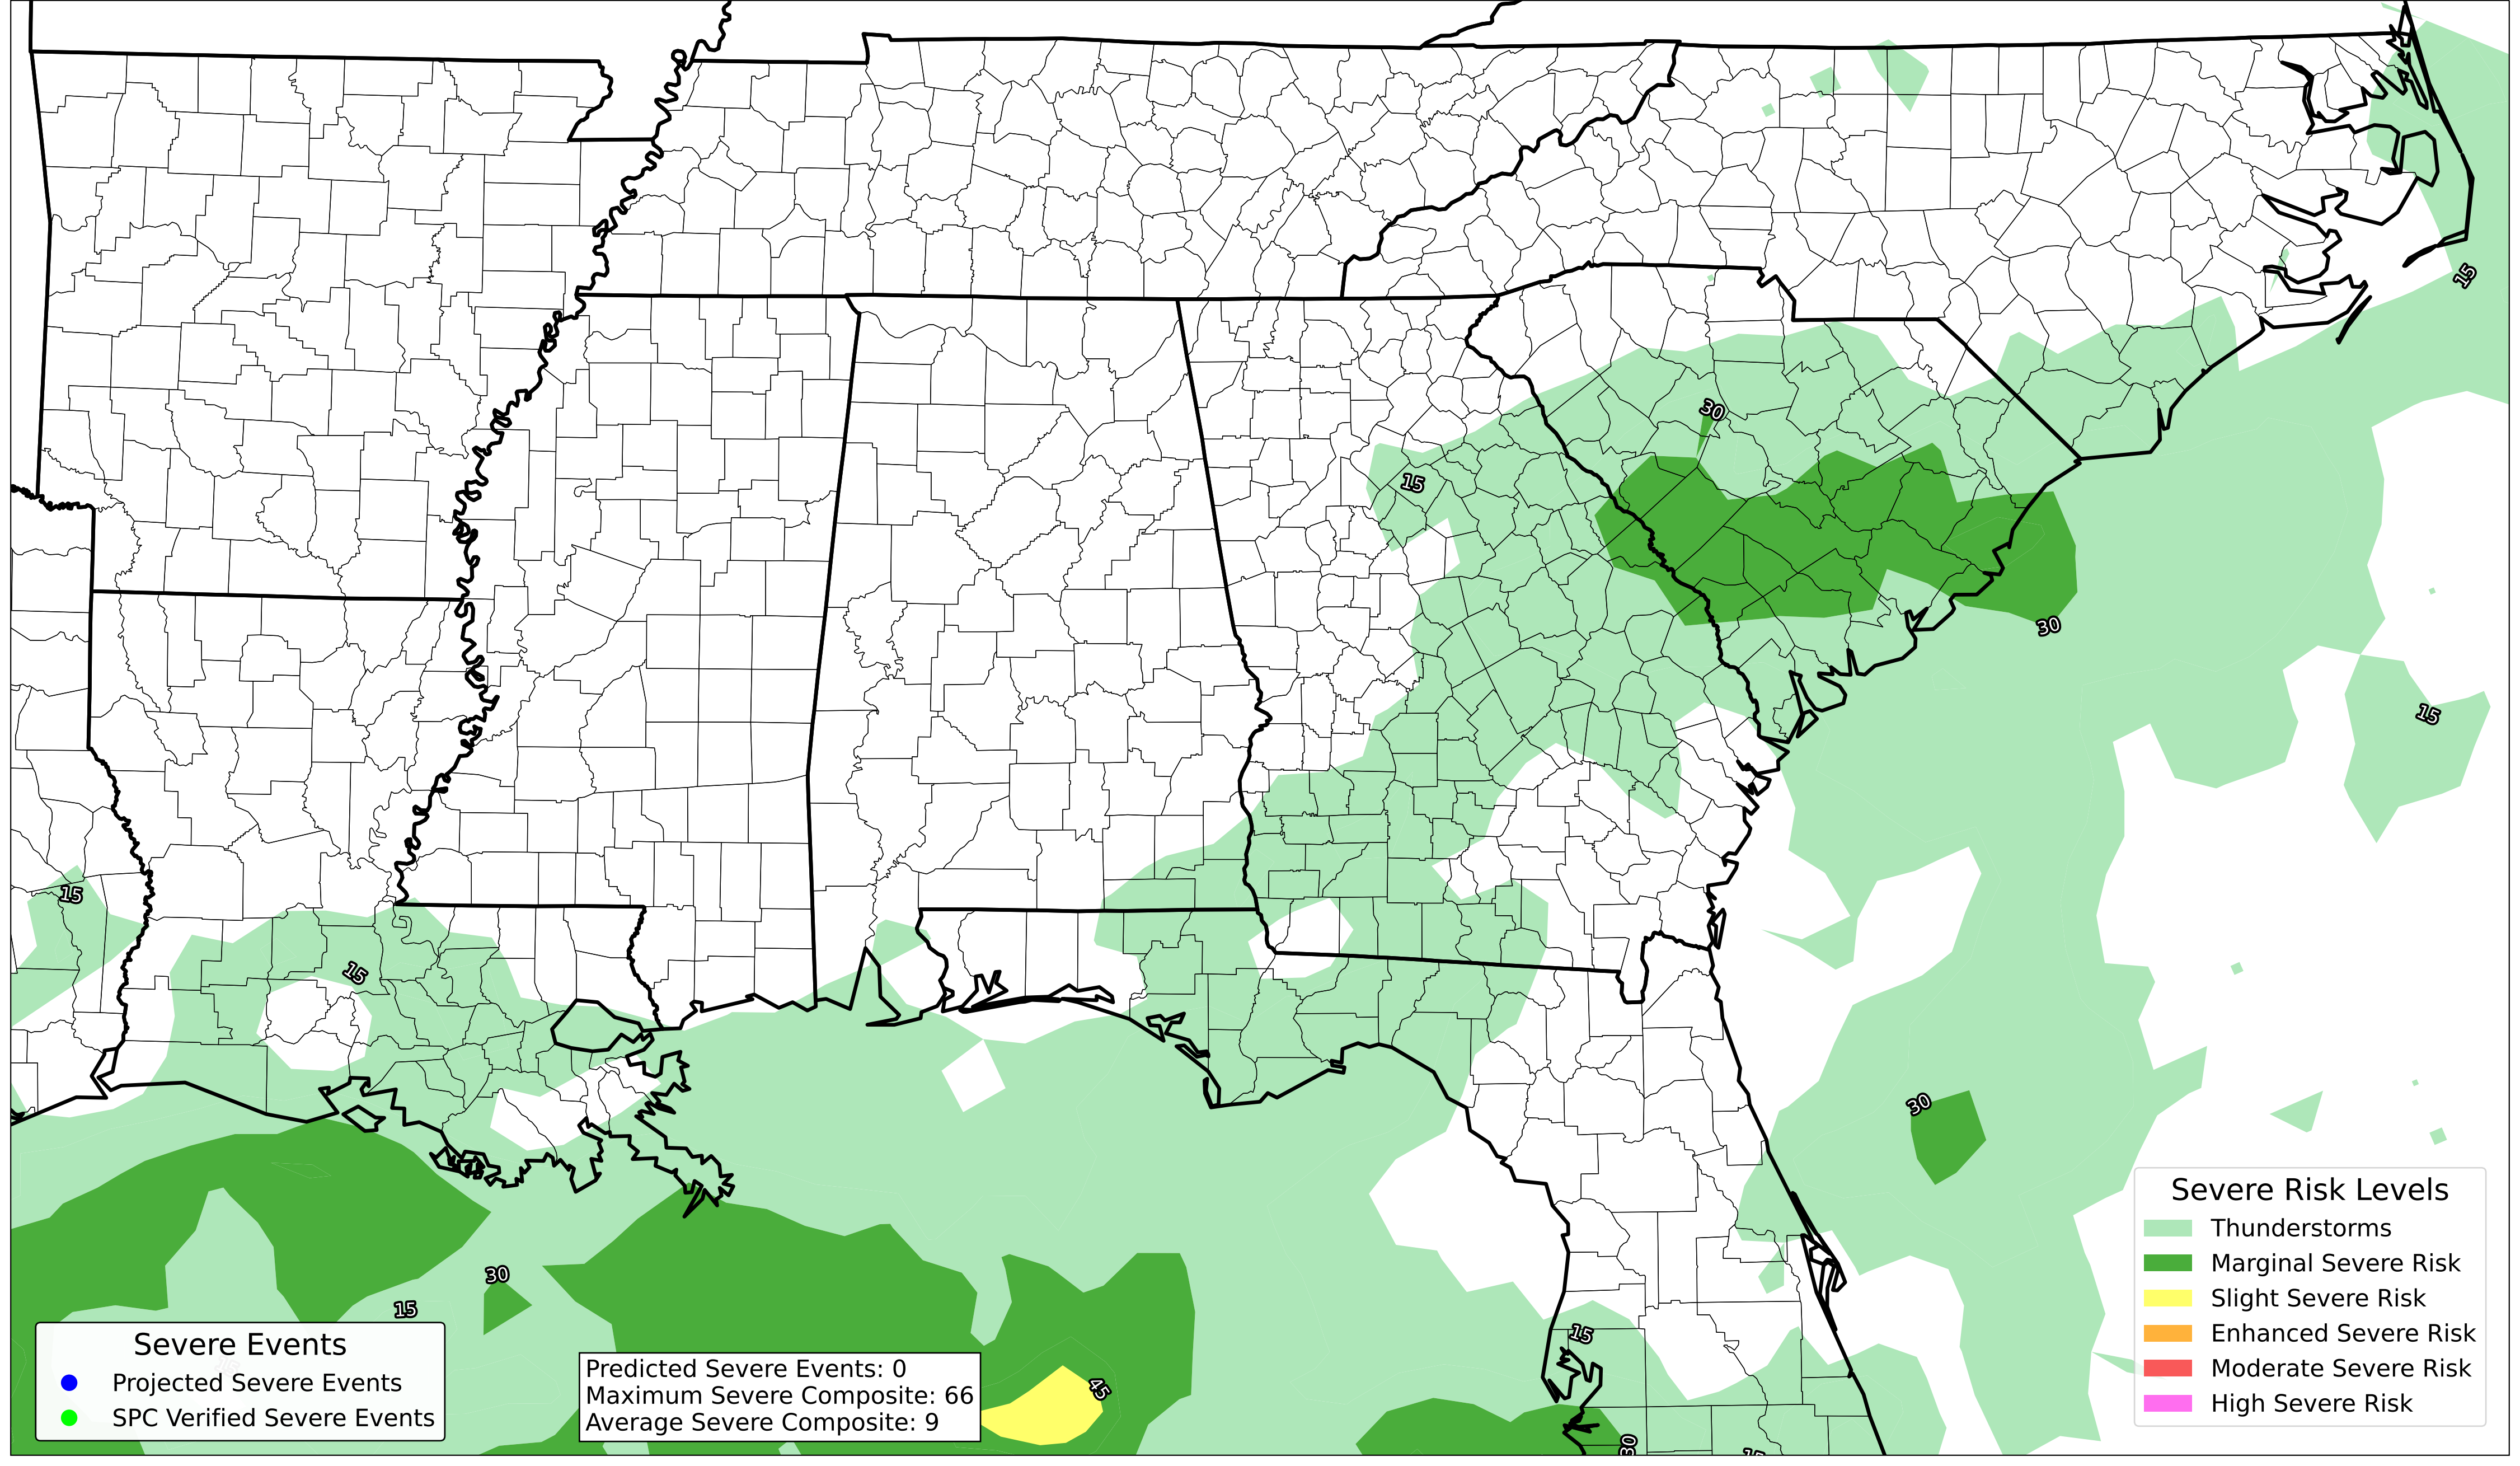 15
30
15
30
15
15
15
30
30
15
15
45
30
15
Severe Events
Projected Severe Events
SPC Verified Severe Events
Predicted Severe Events: 0
Maximum Severe Composite: 66
Average Severe Composite: 9
Severe Risk Levels
Thunderstorms
Marginal Severe Risk
Slight Severe Risk
Enhanced Severe Risk
Moderate Severe Risk
High Severe Risk